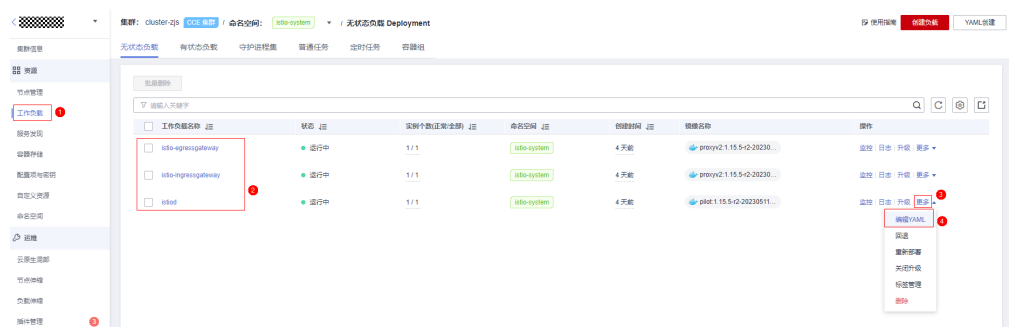 集群: cluster-zjs CCE 集群 / 命名空间: istio-system / 无状态负载 Deployment
使用指南 创建负载 YAML创建
集群信息
资源
节点管理
工作负载 1
服务发现
容器存储
配置项与密钥
自定义资源
命名空间
运维
云原生观测
节点伸缩
负载伸缩
插件管理 3
无状态负载 有状态负载 守护进程集 普通任务 定时任务 容器组
批量删除
请输入关键字
工作负载名称 状态 实例个数(正常/全部) 命名空间 创建时间 镜像名称 操作
istio-egressgateway 运行中 1 / 1 istio-system 4 天前 proxyv2:1.15.5-r2-20230... 监控 日志 升级 更多
istio-ingressgateway 运行中 1 / 1 istio-system 4 天前 proxyv2:1.15.5-r2-20230... 监控 日志 升级 更多
2
istiod 运行中 1 / 1 istio-system 4 天前 pilot:1.15.5-r2-20230511... 监控 日志 升级 更多
3
编辑YAML 4
回退
重新部署
关闭升级
标签管理
删除